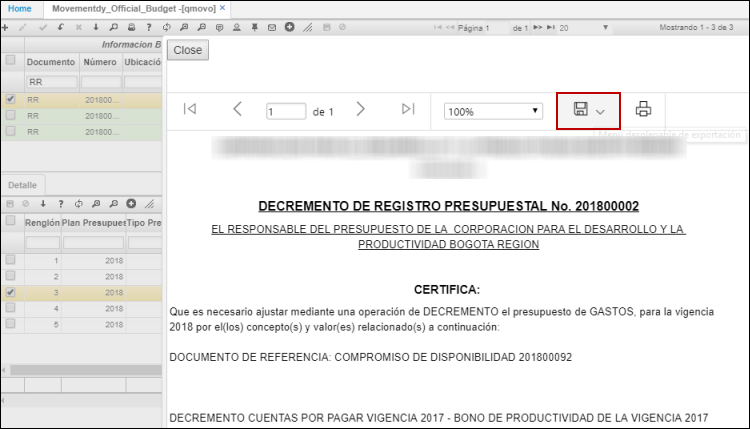 Home Movementdy_Official_Budget -[qmovo] ×
Página 1 de 1 20 Mostrando 1 - 3 de 3
Informacion B
Documento Número Ubicació
RR
RR 201800...
RR 201800...
RR 201800...
Detalle
Renglón Plan Presupues Tipo Pre
1 2018
2 2018
3 2018
4 2018
5 2018
Close
1 de 1 100%
Menú desplegable de exportación
DECREMENTO DE REGISTRO PRESUPUESTAL No. 201800002
EL RESPONSABLE DEL PRESUPUESTO DE LA CORPORACION PARA EL DESARROLLO Y LA
PRODUCTIVIDAD BOGOTA REGION
CERTIFICA:
Que es necesario ajustar mediante una operación de DECREMENTO el presupuesto de GASTOS, para la vigencia
2018 por el(los) concepto(s) y valor(es) relacionado(s) a continuación:
DOCUMENTO DE REFERENCIA: COMPROMISO DE DISPONIBILIDAD 201800092
DECREMENTO CUENTAS POR PAGAR VIGENCIA 2017 - BONO DE PRODUCTIVIDAD DE LA VIGENCIA 2017